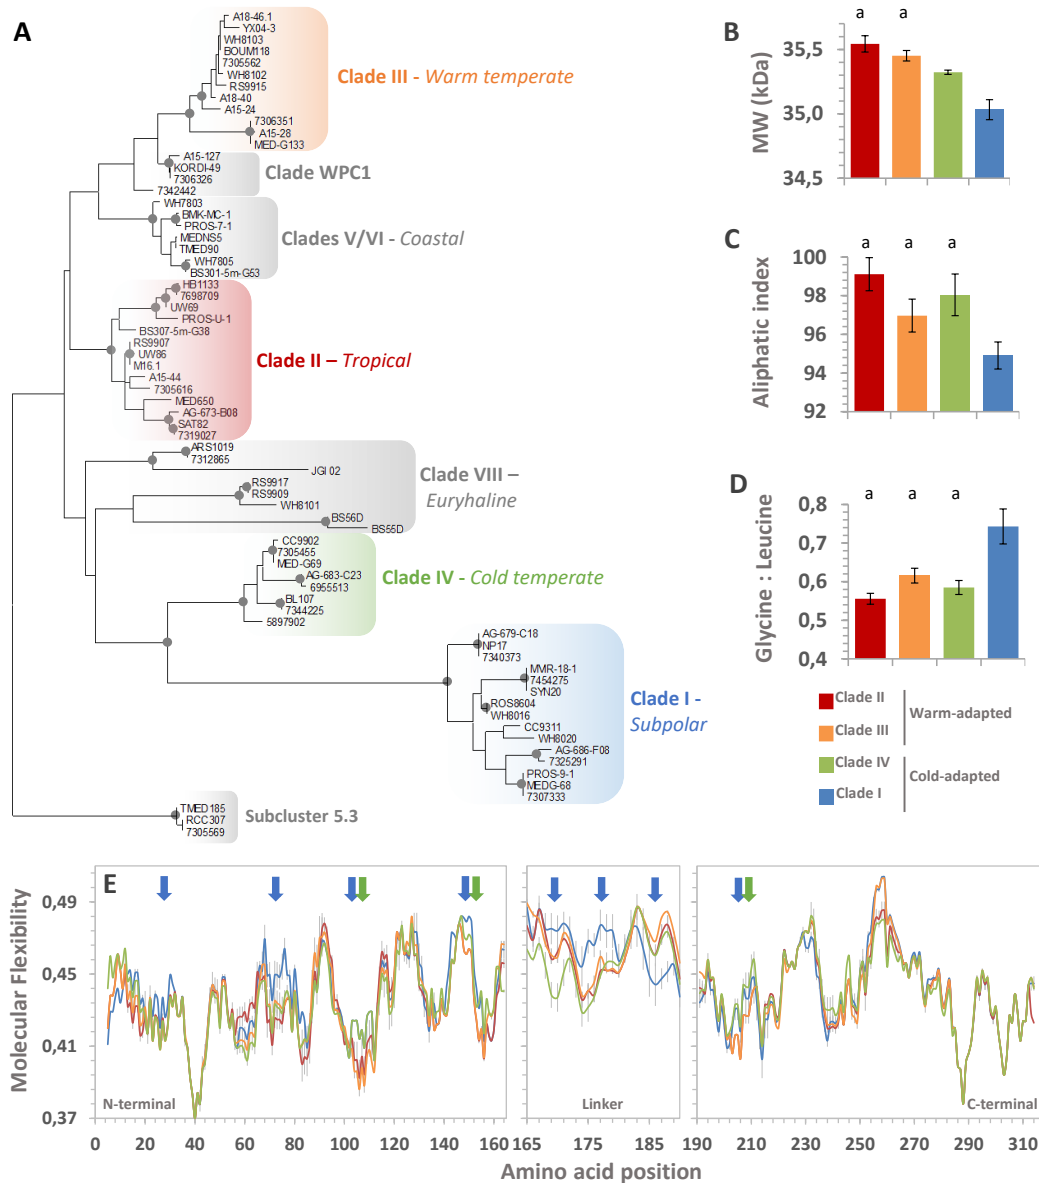 A
A18-46.1
YX04-3
WH8103
BOUM118
7305562
WH8102
RS9915
A18-40
A15-24
7306351
A15-28
MED-G133
Clade III - Warm temperate
A15-127
KORDI-49
7306326
7342442
Clade WPC1
WH7803
BMK-MC-1
PROS-7-1
MEDNS5
TMED90
WH7805
BS301-5m-G53
Clades V/VI - Coastal
HB1133
7698709
UW69
PROS-U-1
BS307-5m-G38
RS9907
UW86
M16.1
A15-44
7305616
MED650
AG-673-B08
SAT82
7319027
Clade II – Tropical
ARS1019
7312865
JGI 02
RS9917
RS9909
WH8101
BS56D
BS55D
Clade VIII –
Euryhaline
CC9902
7305455
MED-G69
AG-683-C23
6955513
BL107
7344225
5897902
Clade IV - Cold temperate
AG-679-C18
NP17
7340373
MVR-18-1
7454275
SYN20
ROS8604
WH8016
CC9311
WH8020
AG-686-F08
7325291
PROS-9-1
MEDG-68
7307333
Clade I -
Subpolar
TMED185
RCC307
7305569
Subcluster 5.3
B
MW (kDa)
35,5
35,0
34,5
a a
C
Aliphatic index
100
98
96
94
92
a a a
D
Glycine : Leucine
0,8
0,7
0,6
0,5
0,4
a a a
Clade II
Clade III
Warm-adapted
Clade IV
Clade I
Cold-adapted
E
Molecular Flexibility
0,49
0,45
0,41
0,37
N-terminal
Linker
C-terminal
0 20 40 60 80 100 120 140 160
165 175 185
190 210 230 250 270 290 310
Amino acid position